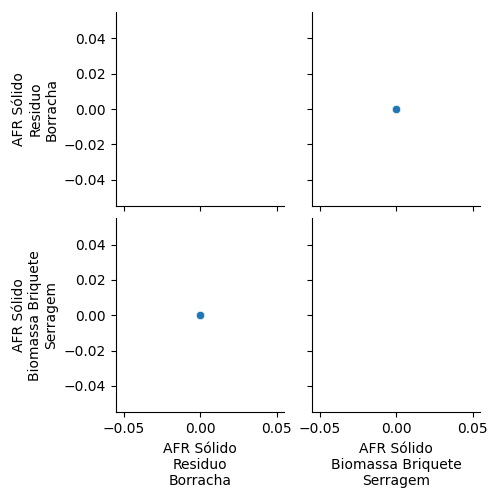 AFR Sólido
Residuo
Borracha
0.04
0.02
0.00
−0.02
−0.04
AFR Sólido
Biomassa Briquete
Serragem
0.04
0.02
0.00
−0.02
−0.04
−0.05
0.00
0.05
AFR Sólido
Residuo
Borracha
−0.05
0.00
0.05
AFR Sólido
Biomassa Briquete
Serragem